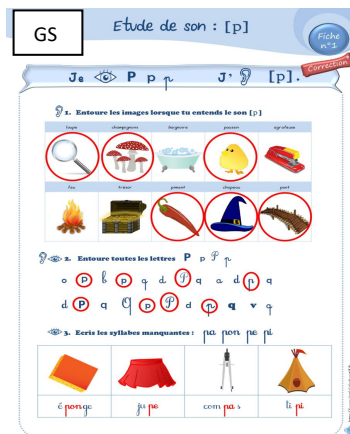 GS
Etude de son : [p]
Fiche n°1
Correction
Je P p p J' [p].
1. Entoure les images lorsque tu entends le son [p]
loupe champignons baignoire poussin agrafeuse
feu trésor piment chapeau pont
2. Entoure toutes les lettres P p P p
o P b p q d P q a d p q
d P q Q p P d p q v q
3. Ecris les syllabes manquantes : pa pon pe pi
éponge jupe compas tipi